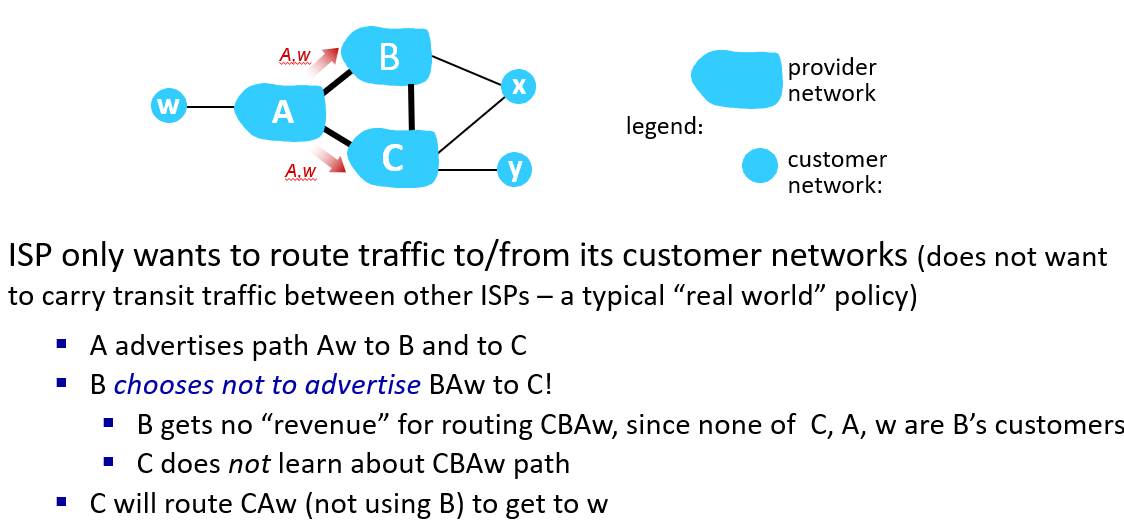 A,w
B
w
A
x
A,w
C
y
provider
network
legend:
customer
network:
ISP only wants to route traffic to/from its customer networks (does not want
to carry transit traffic between other ISPs – a typical “real world” policy)
▪ A advertises path Aw to B and to C
▪ B chooses not to advertise BAw to C!
▪ B gets no “revenue” for routing CBAw, since none of C, A, w are B’s customers
▪ C does not learn about CBAw path
▪ C will route CAw (not using B) to get to w